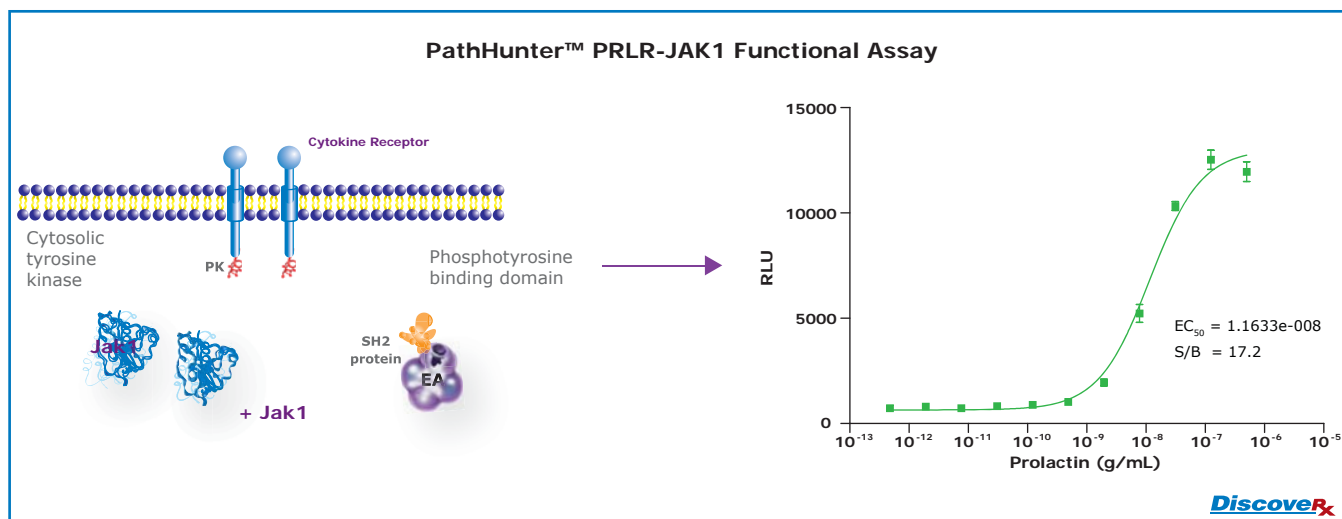 PathHunter™ PRLR-JAK1 Functional Assay
Cytokine Receptor
Cytosolic
tyrosine
kinase
PK
Phosphotyrosine
binding domain
Jak1
+ Jak1
SH2
protein
EA
15000
10000
5000
0
RLU
EC₅₀ = 1.1633e-008
S/B = 17.2
10⁻¹³ 10⁻¹² 10⁻¹¹ 10⁻¹⁰ 10⁻⁹ 10⁻⁸ 10⁻⁷ 10⁻⁶ 10⁻⁵
Prolactin (g/mL)
DiscoveRx